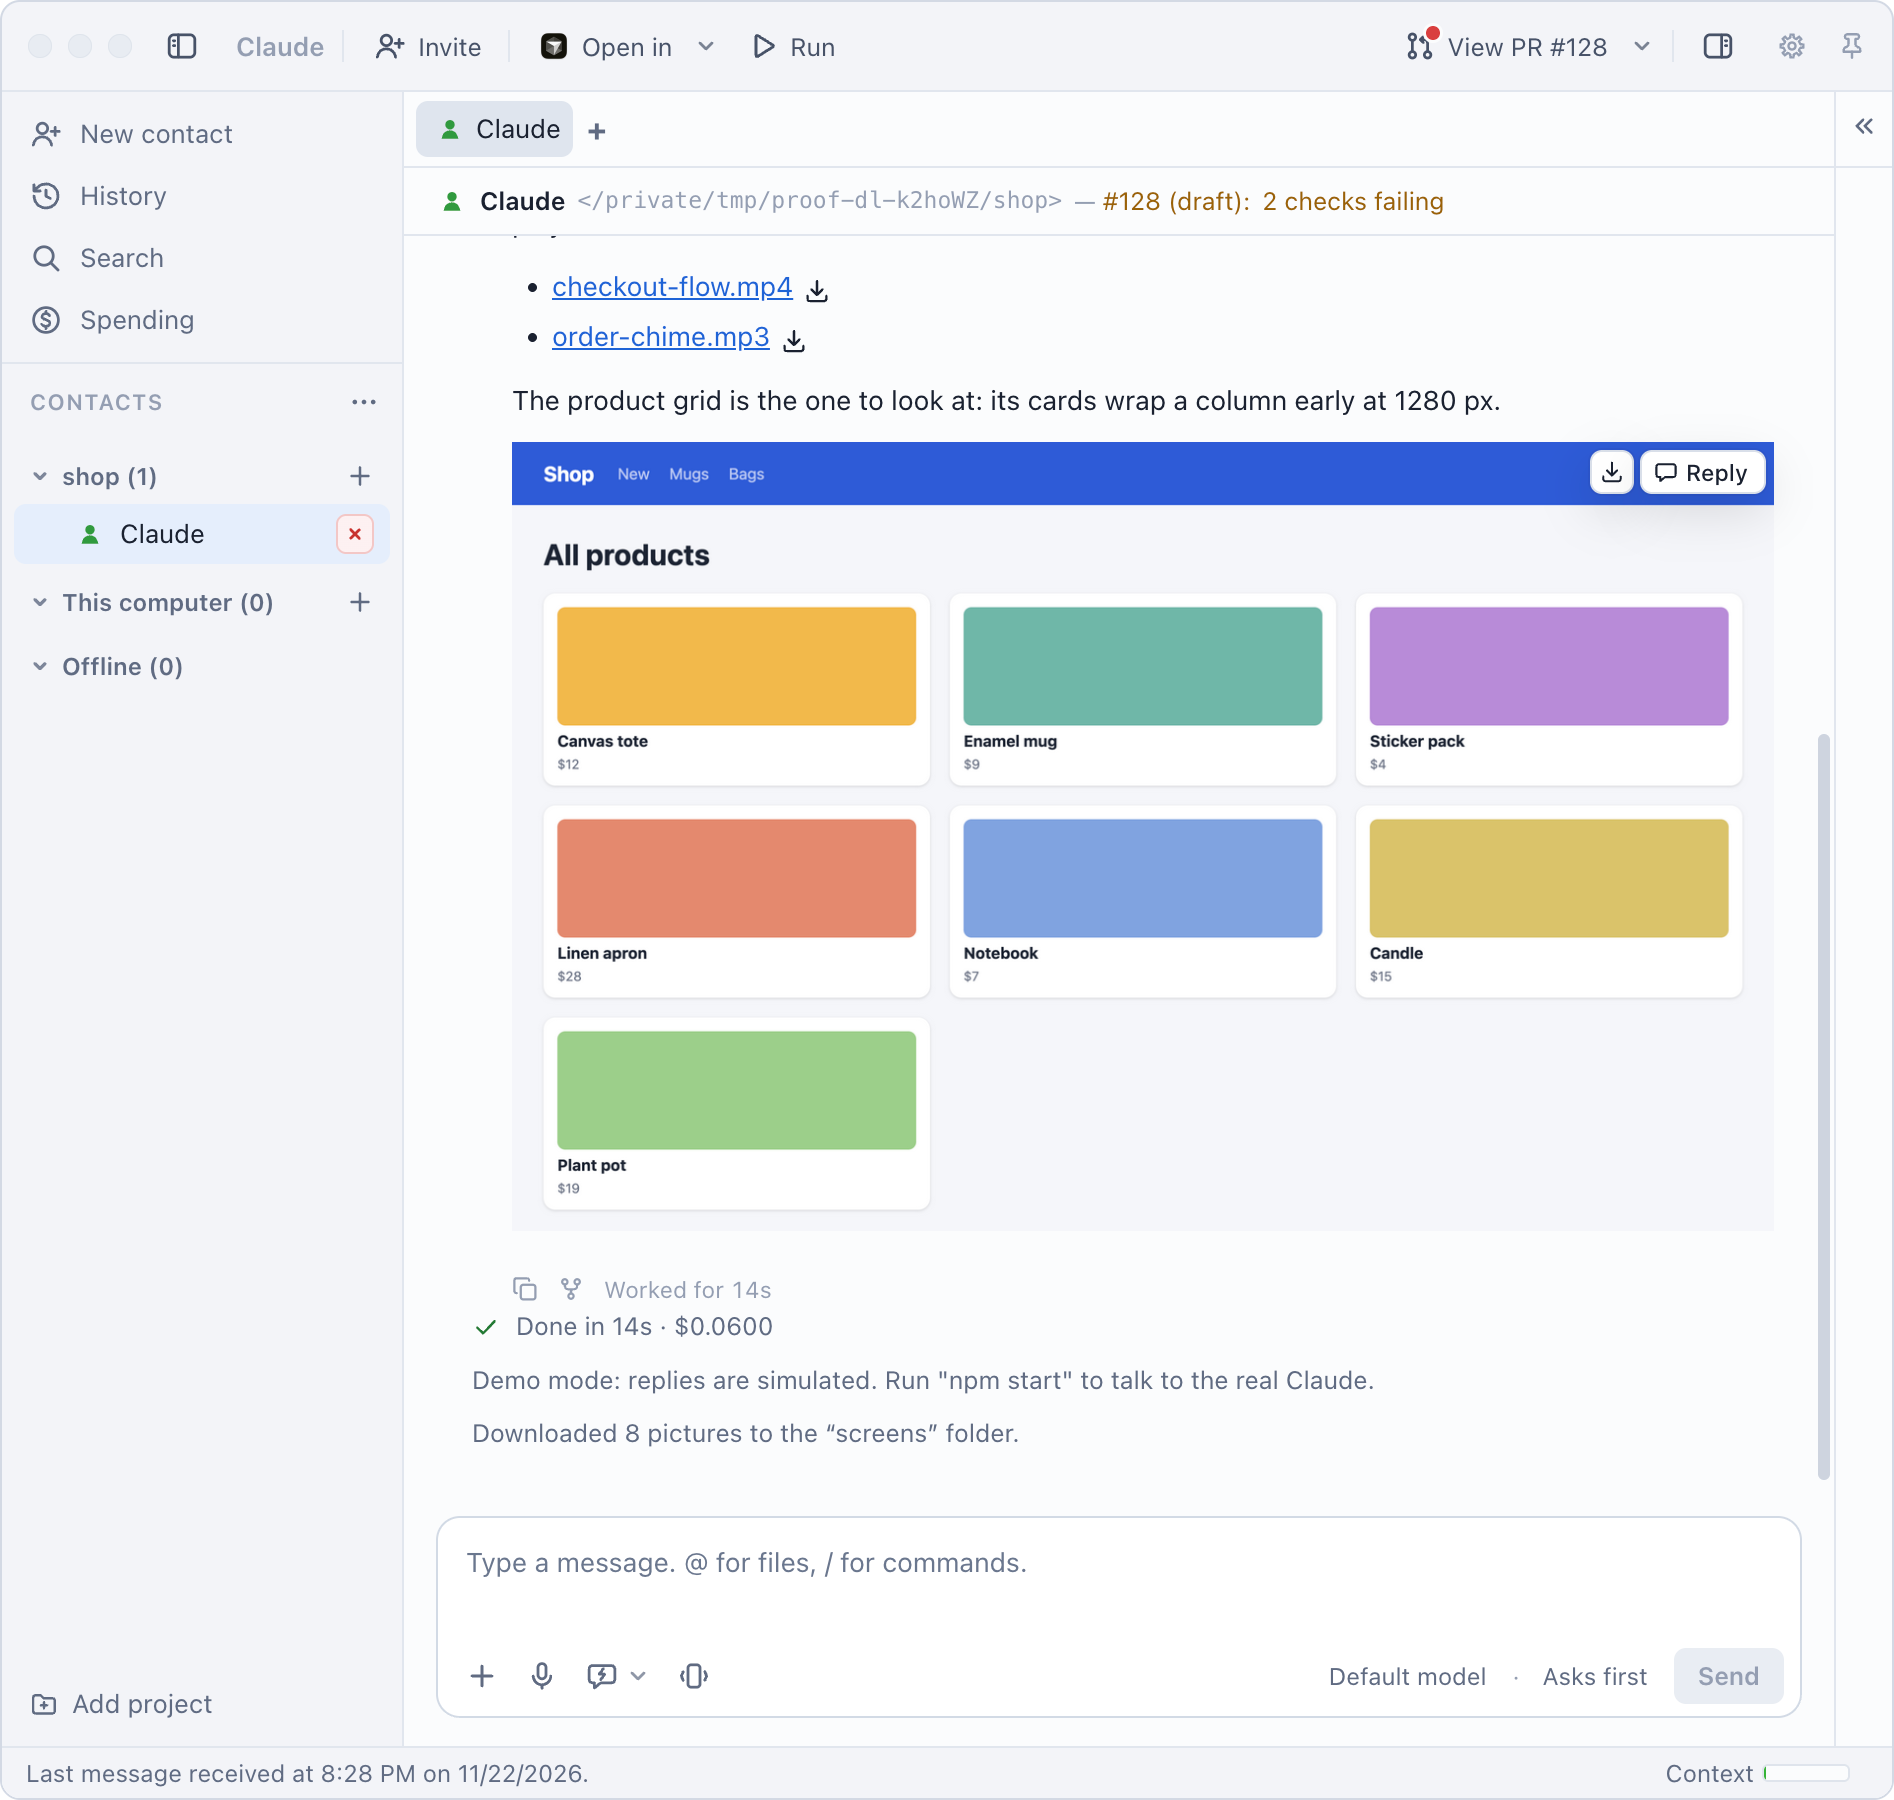 Claude
Invite
Open in
Run
View PR #128
New contact
History
Search
Spending
CONTACTS
shop (1)
Claude
This computer (0)
Offline (0)
Add project
Claude
Claude </private/tmp/proof-dl-k2hoWZ/shop> — #128 (draft): 2 checks failing
checkout-flow.mp4
order-chime.mp3
The product grid is the one to look at: its cards wrap a column early at 1280 px.
Shop New Mugs Bags
Reply
All products
Canvas tote
$12
Enamel mug
$9
Sticker pack
$4
Linen apron
$28
Notebook
$7
Candle
$15
Plant pot
$19
Worked for 14s
Done in 14s · $0.0600
Demo mode: replies are simulated. Run "npm start" to talk to the real Claude.
Downloaded 8 pictures to the “screens” folder.
Type a message. @ for files, / for commands.
Default model · Asks first
Send
Last message received at 8:28 PM on 11/22/2026.
Context